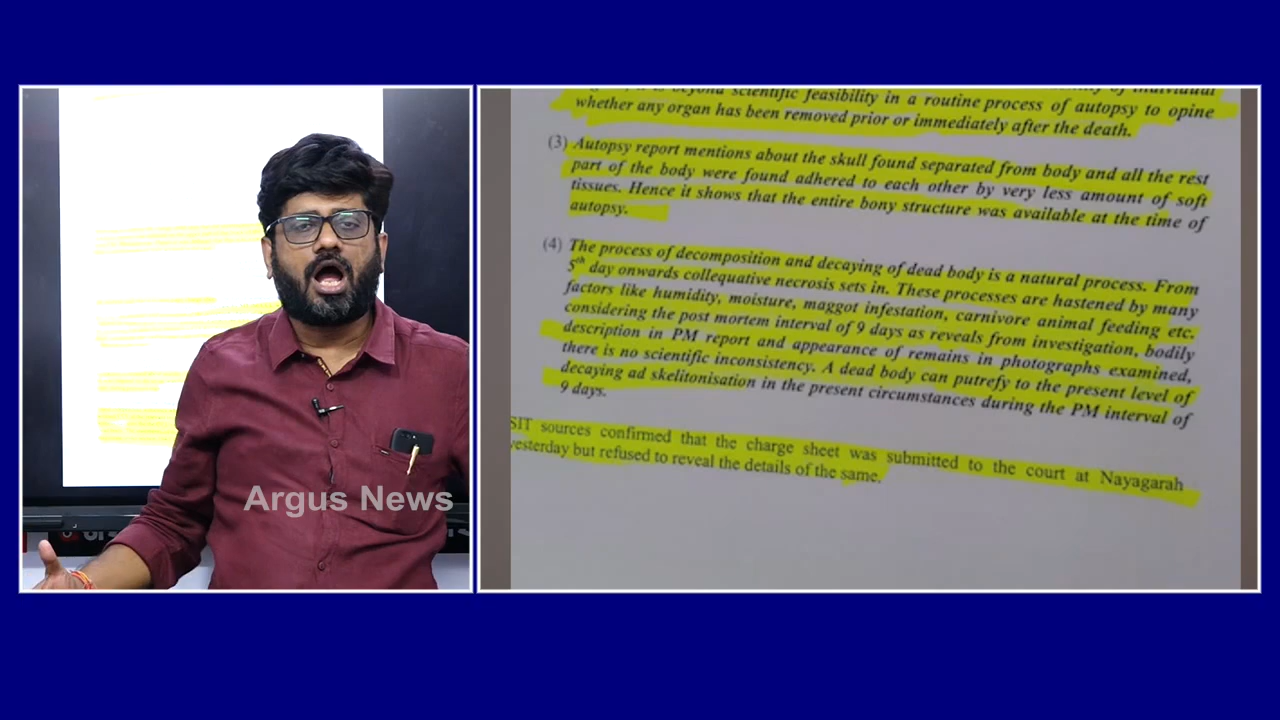 scientific feasibility in a routine process of autopsy to opine
whether any organ has been removed prior or immediately after the death.
(3) Autopsy report mentions about the skull found separated from body and all the rest
part of the body were found adhered to each other by very less amount of soft
tissues. Hence it shows that the entire bony structure was available at the time of
autopsy.
(4) The process of decomposition and decaying of dead body is a natural process. From
5th day onwards collequative necrosis sets in. These processes are hastened by many
factors like humidity, moisture, maggot infestation, carnivore animal feeding etc.
considering the post mortem interval of 9 days as reveals from investigation, bodily
description in PM report and appearance of remains in photographs examined,
there is no scientific inconsistency. A dead body can putrefy to the present level of
decaying ad skelitonisation in the present circumstances during the PM interval of
9 days.
SIT sources confirmed that the charge sheet was submitted to the court at Nayagarah
yesterday but refused to reveal the details of the same.
Argus News